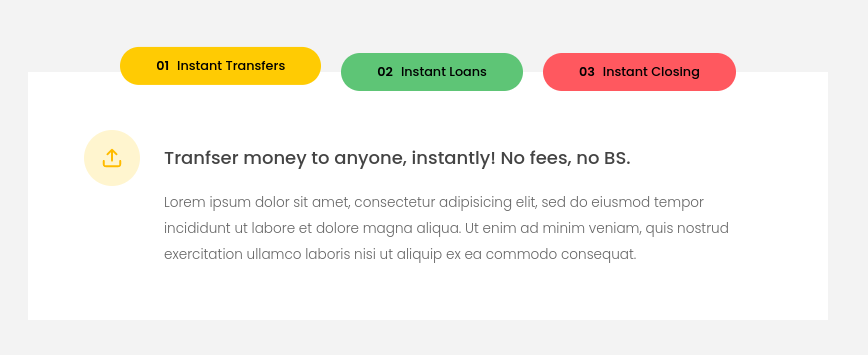 01 Instant Transfers
02 Instant Loans
03 Instant Closing
Tranfser money to anyone, instantly! No fees, no BS.
Lorem ipsum dolor sit amet, consectetur adipisicing elit, sed do eiusmod tempor
incididunt ut labore et dolore magna aliqua. Ut enim ad minim veniam, quis nostrud
exercitation ullamco laboris nisi ut aliquip ex ea commodo consequat.